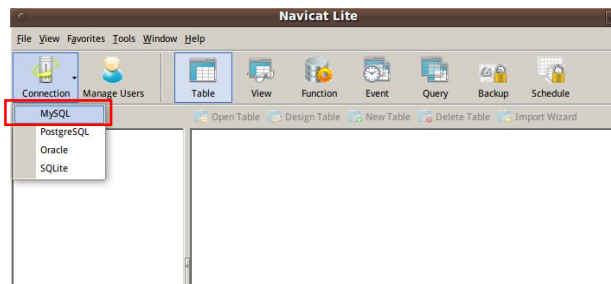 Navicat Lite
File View Favorites Tools Window Help
Connection Manage Users Table View Function Event Query Backup Schedule
MySQL
Open Table Design Table New Table Delete Table Import Wizard
PostgreSQL
Oracle
SQLite